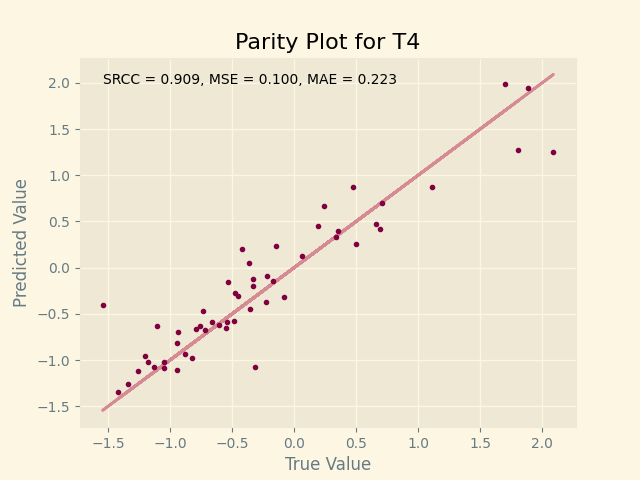 Parity Plot for T4
SRCC = 0.909, MSE = 0.100, MAE = 0.223
Predicted Value
2.0
1.5
1.0
0.5
0.0
−0.5
−1.0
−1.5
−1.5 −1.0 −0.5 0.0 0.5 1.0 1.5 2.0
True Value